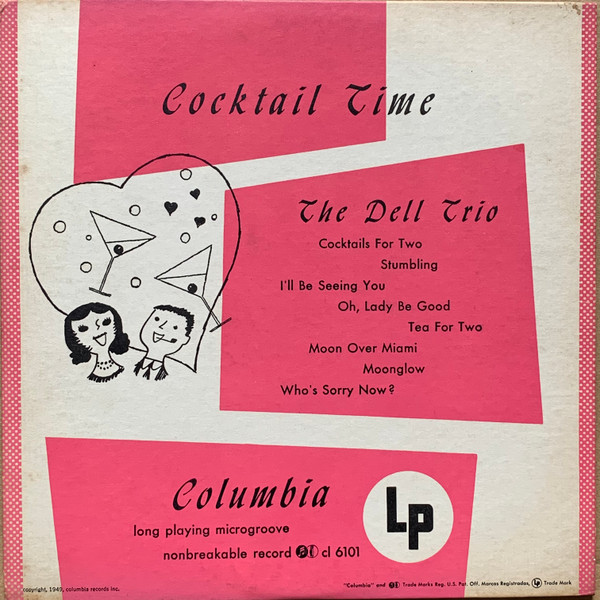 Cocktail Time
The Dell Trio
Cocktails For Two
Stumbling
I'll Be Seeing You
Oh, Lady Be Good
Tea For Two
Moon Over Miami
Moonglow
Who's Sorry Now?
Columbia
LP
long playing microgroove
nonbreakable record cl 6101
copyright, 1949, columbia records inc.
"Columbia" and Trade Marks Reg. U.S. Pat. Off. Marcas Registradas, LP Trade Mark